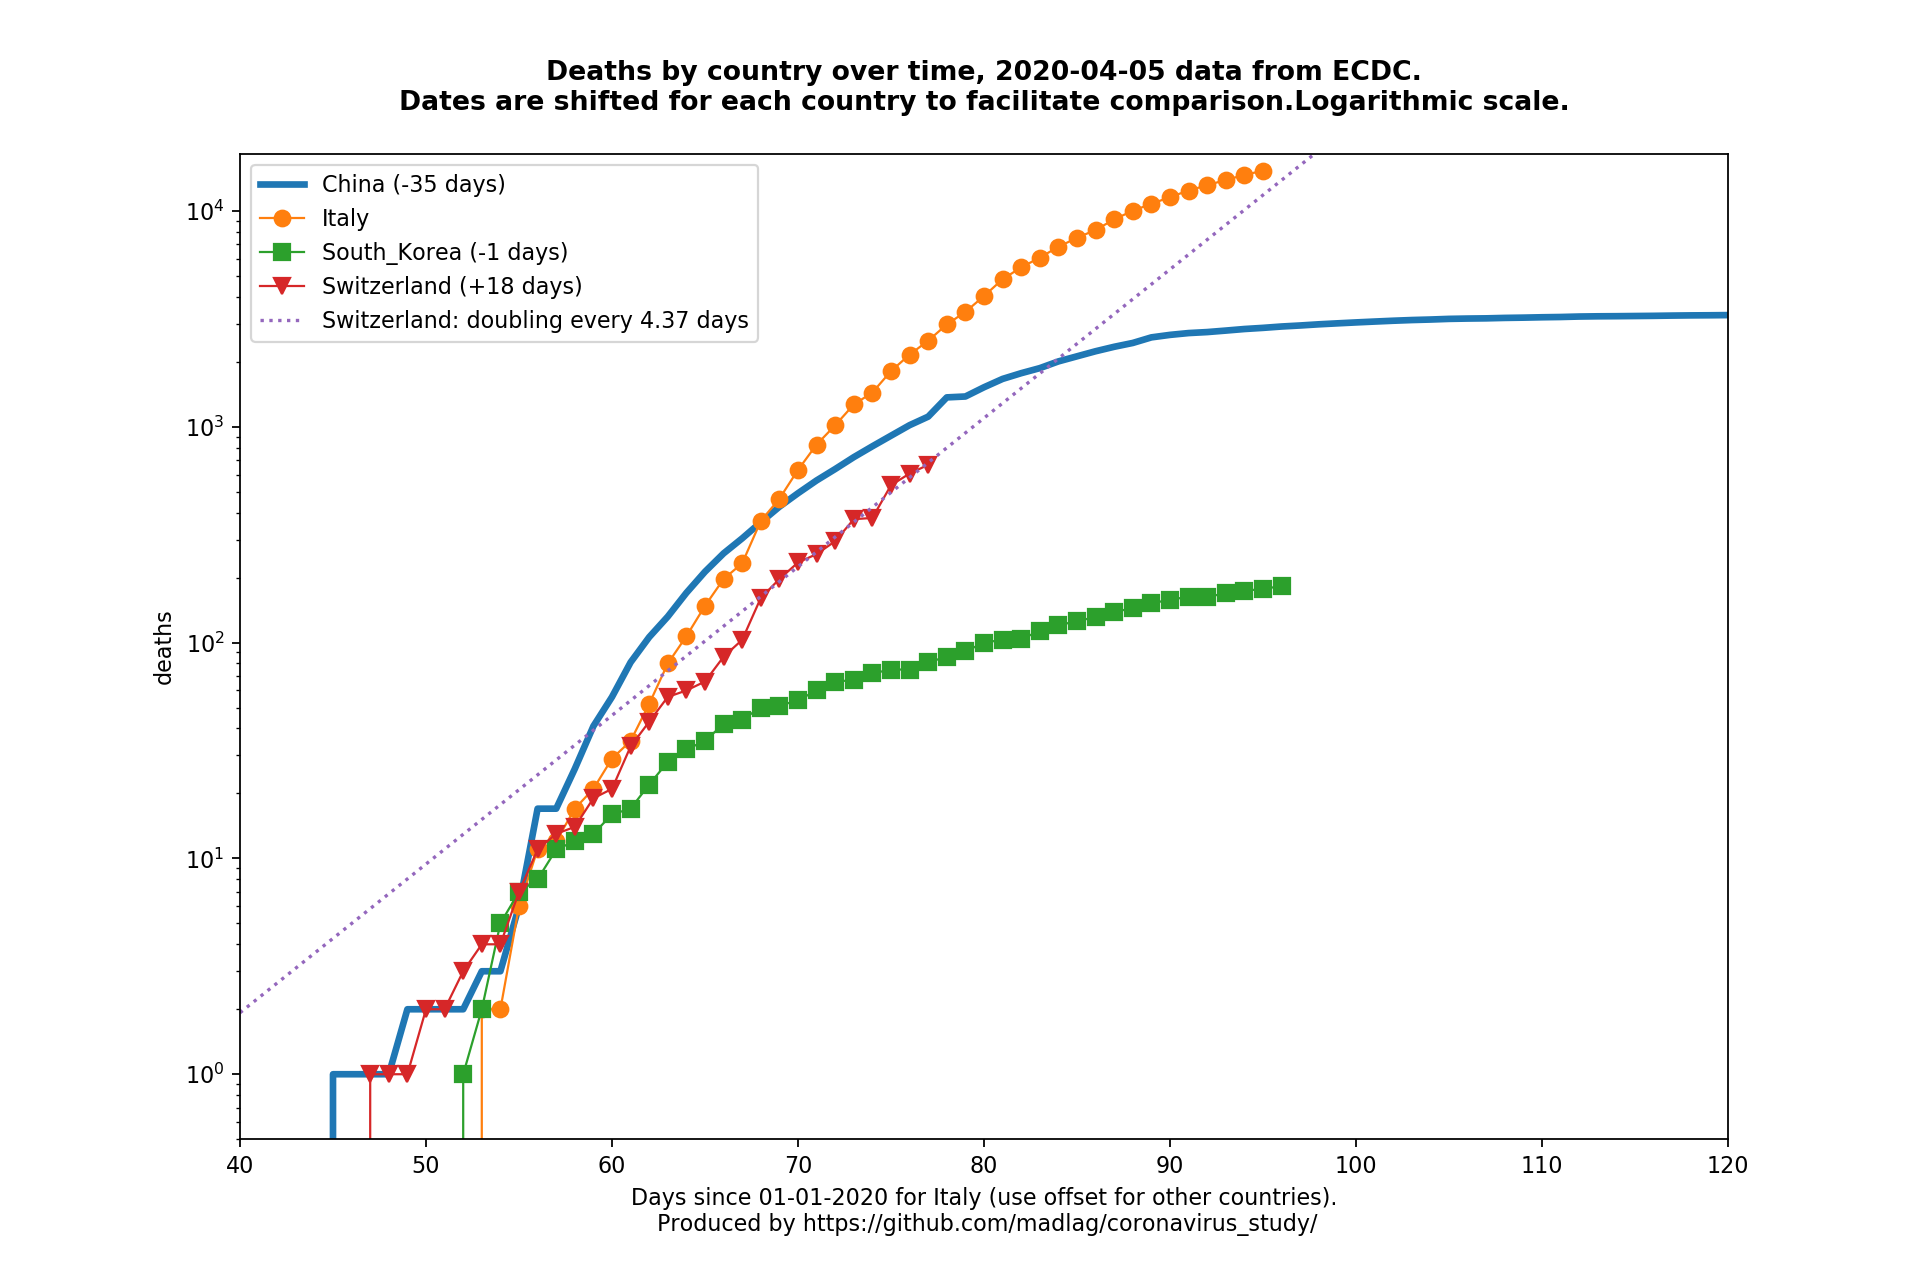 Deaths by country over time, 2020-04-05 data from ECDC.
Dates are shifted for each country to facilitate comparison.Logarithmic scale.
China (-35 days)
Italy
South_Korea (-1 days)
Switzerland (+18 days)
Switzerland: doubling every 4.37 days
deaths
10⁴
10³
10²
10¹
10⁰
40 50 60 70 80 90 100 110 120
Days since 01-01-2020 for Italy (use offset for other countries).
Produced by https://github.com/madlag/coronavirus_study/